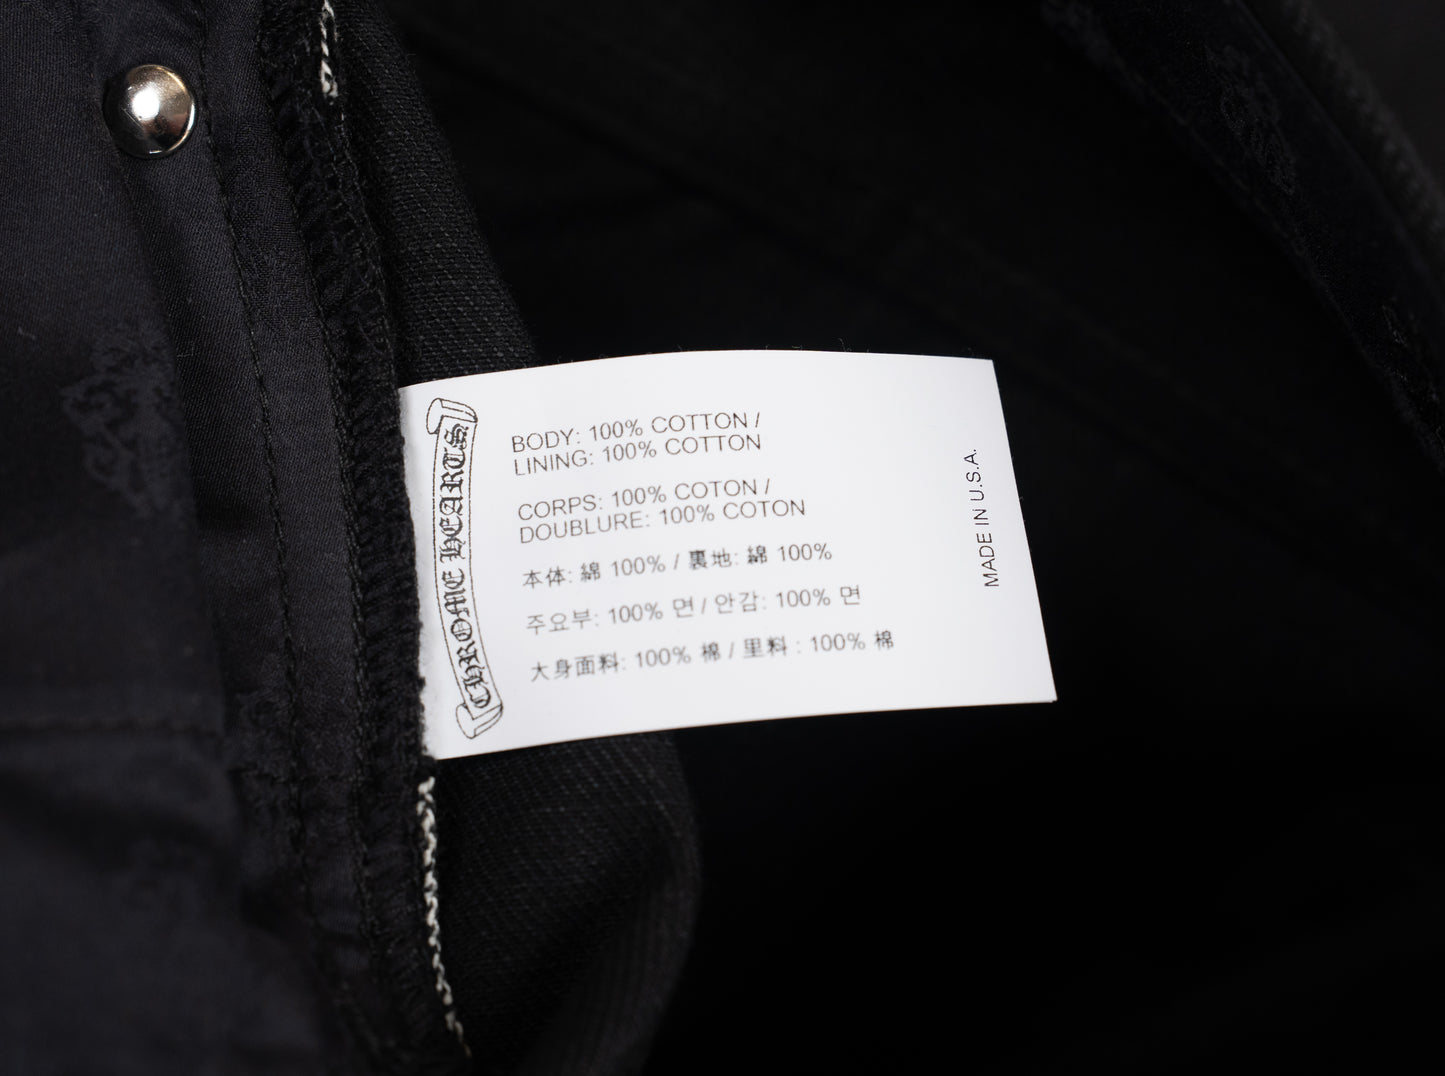 CHROME HEARTS
BODY: 100% COTTON /
LINING: 100% COTTON
CORPS: 100% COTON /
DOUBLURE: 100% COTON
本体: 綿 100% / 裏地: 綿 100%
주요부: 100% 면 / 안감: 100% 면
大身面料: 100% 棉 / 里料 : 100% 棉
MADE IN U.S.A.